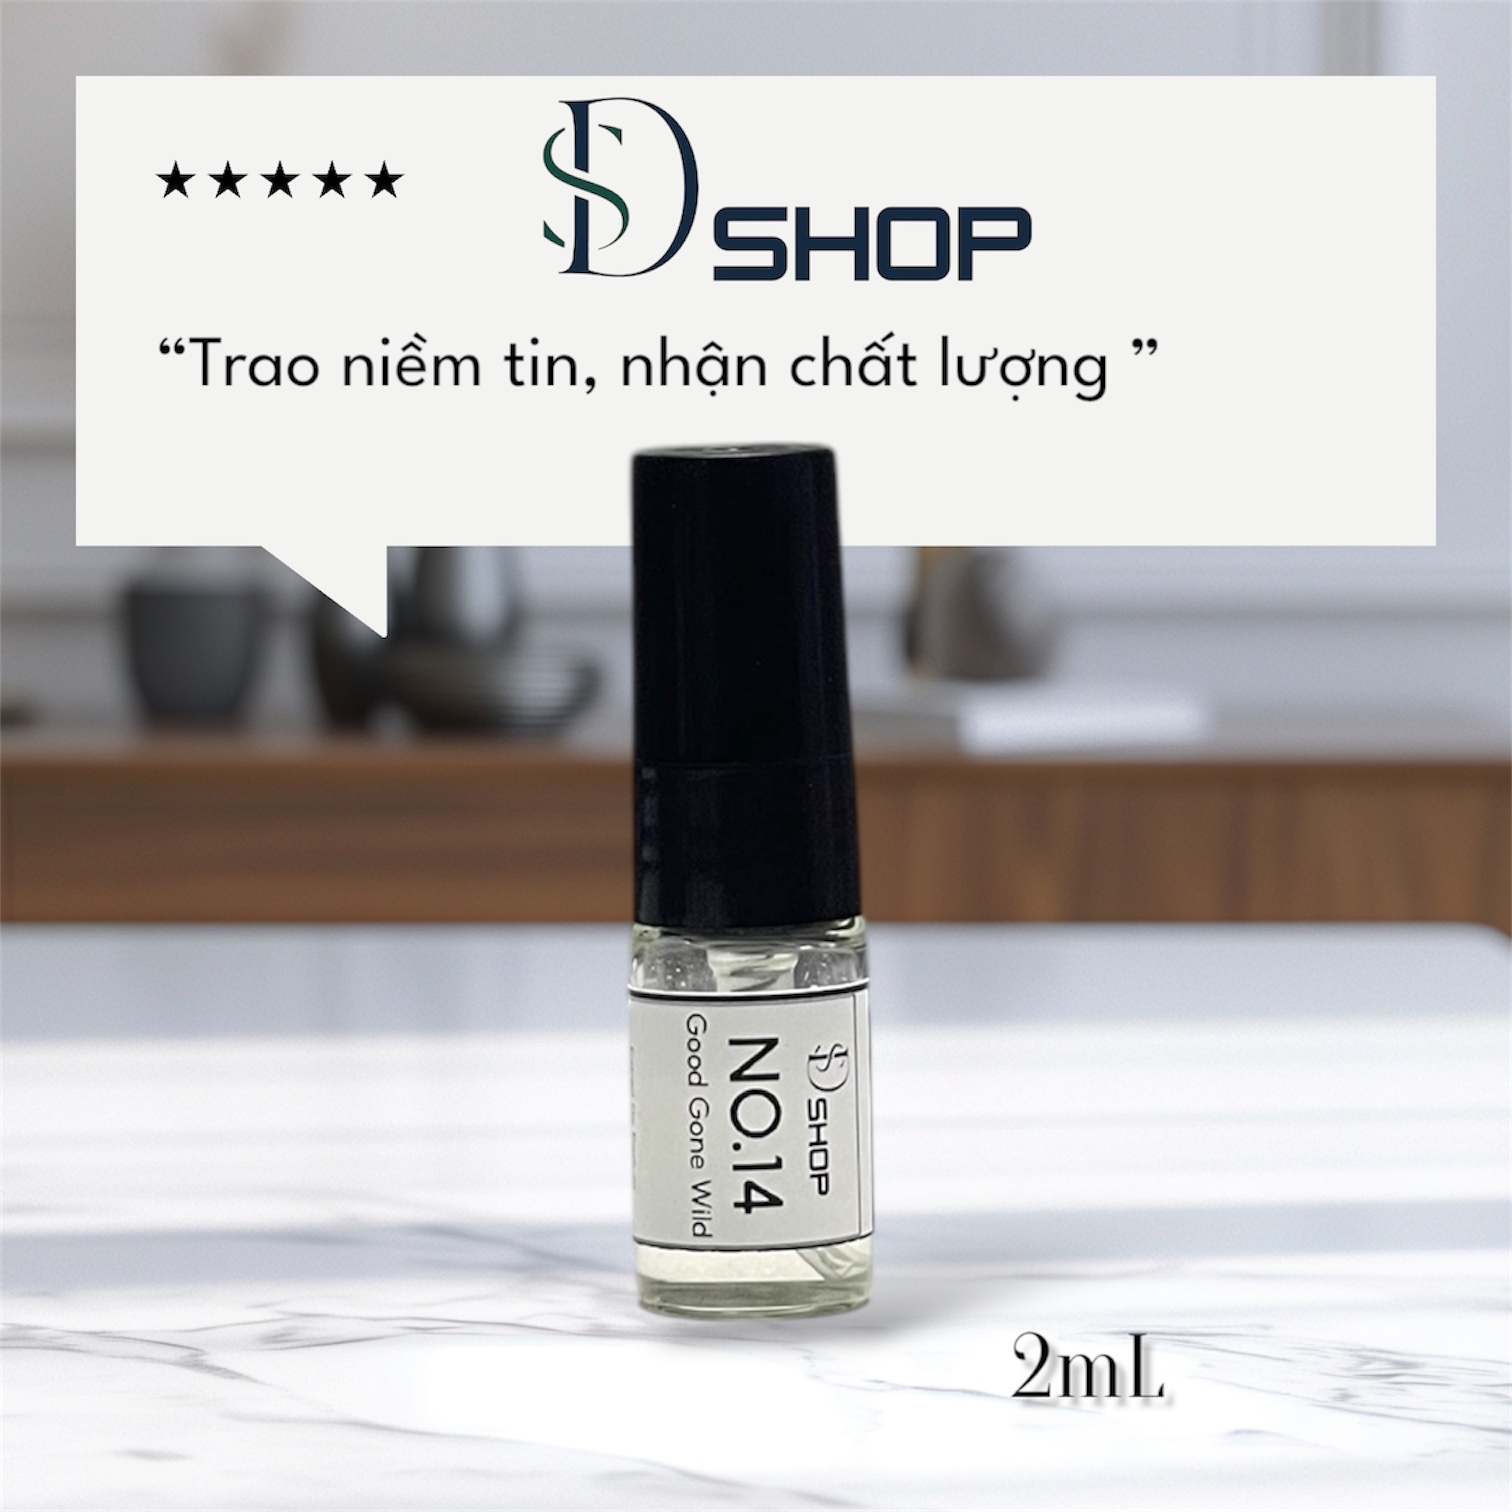 ★★★★★
SD SHOP
“Trao niềm tin, nhận chất lượng ”
SD SHOP
NO.14
Good Gone Wild
2mL